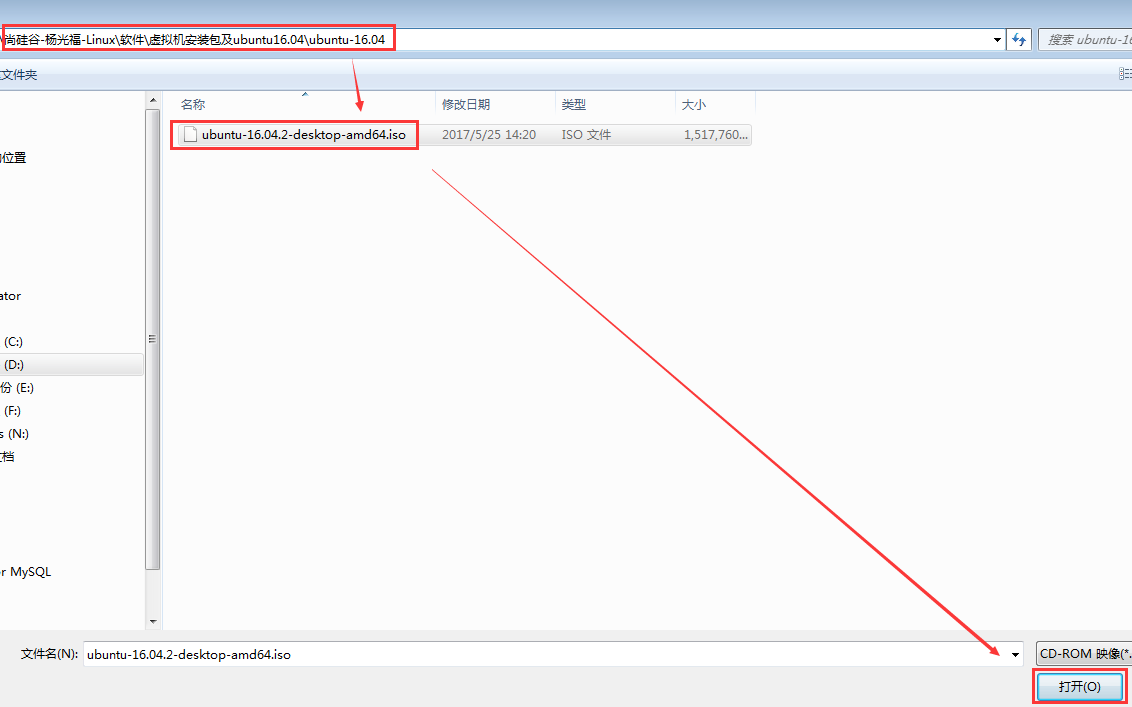 \尚硅谷-杨光福-Linux\软件\虚拟机安装包及ubuntu16.04\ubuntu-16.04
搜索 ubuntu-16
文件夹
名称 修改日期 类型 大小
ubuntu-16.04.2-desktop-amd64.iso 2017/5/25 14:20 ISO 文件 1,517,760...
的位置
ator
(C:)
(D:)
份 (E:)
(F:)
s (N:)
文档
r MySQL
文件名(N): ubuntu-16.04.2-desktop-amd64.iso CD-ROM 映像(*.
打开(O)